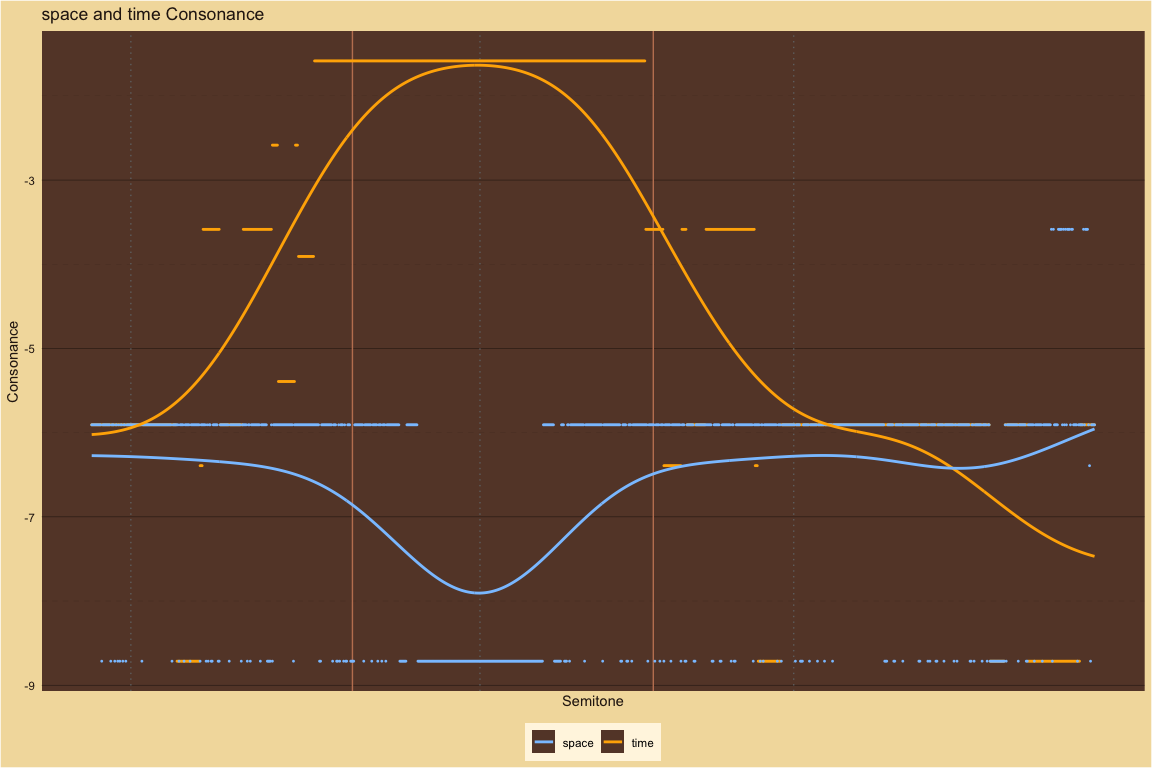 space and time Consonance
Consonance
-3
-5
-7
-9
Semitone
space time